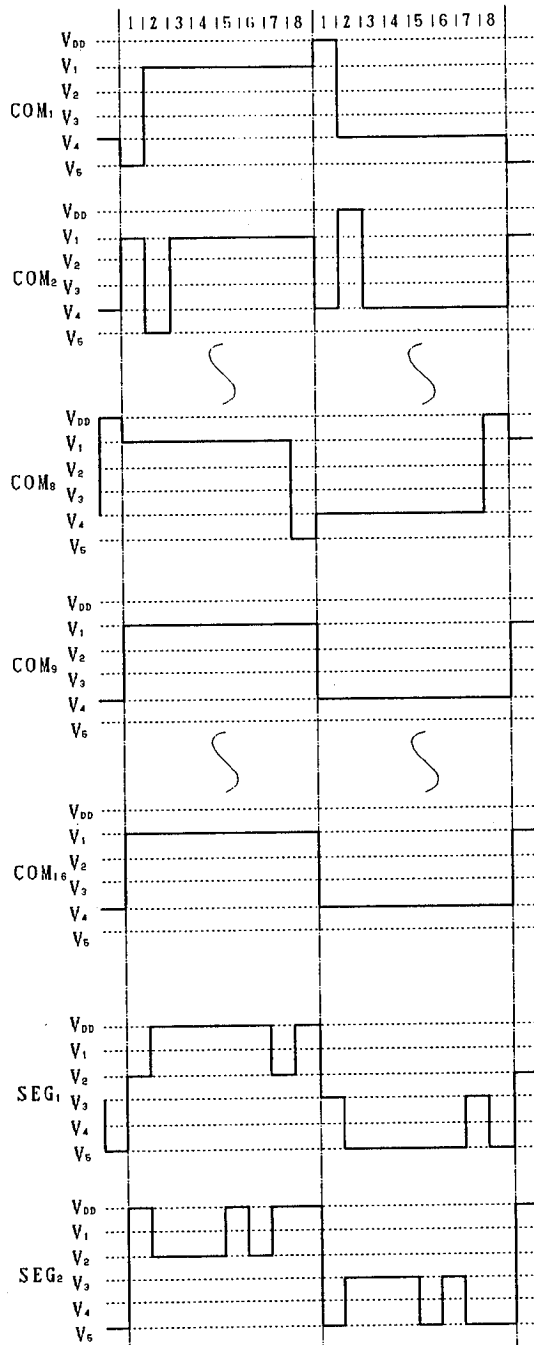 1 | 2 | 3 | 4 | 5 | 6 | 7 | 8 1 | 2 | 3 | 4 | 5 | 6 | 7 | 8
VDD
V1
V2
COM1 V3
V4
V5
VDD
V1
V2
COM2 V3
V4
V5
VDD
V1
V2
COM8 V3
V4
V5
VDD
V1
COM9 V2
V3
V4
V5
VDD
V1
V2
COM16 V3
V4
V5
VDD
V1
V2
SEG1 V3
V4
V5
VDD
V1
V2
SEG2 V3
V4
V5